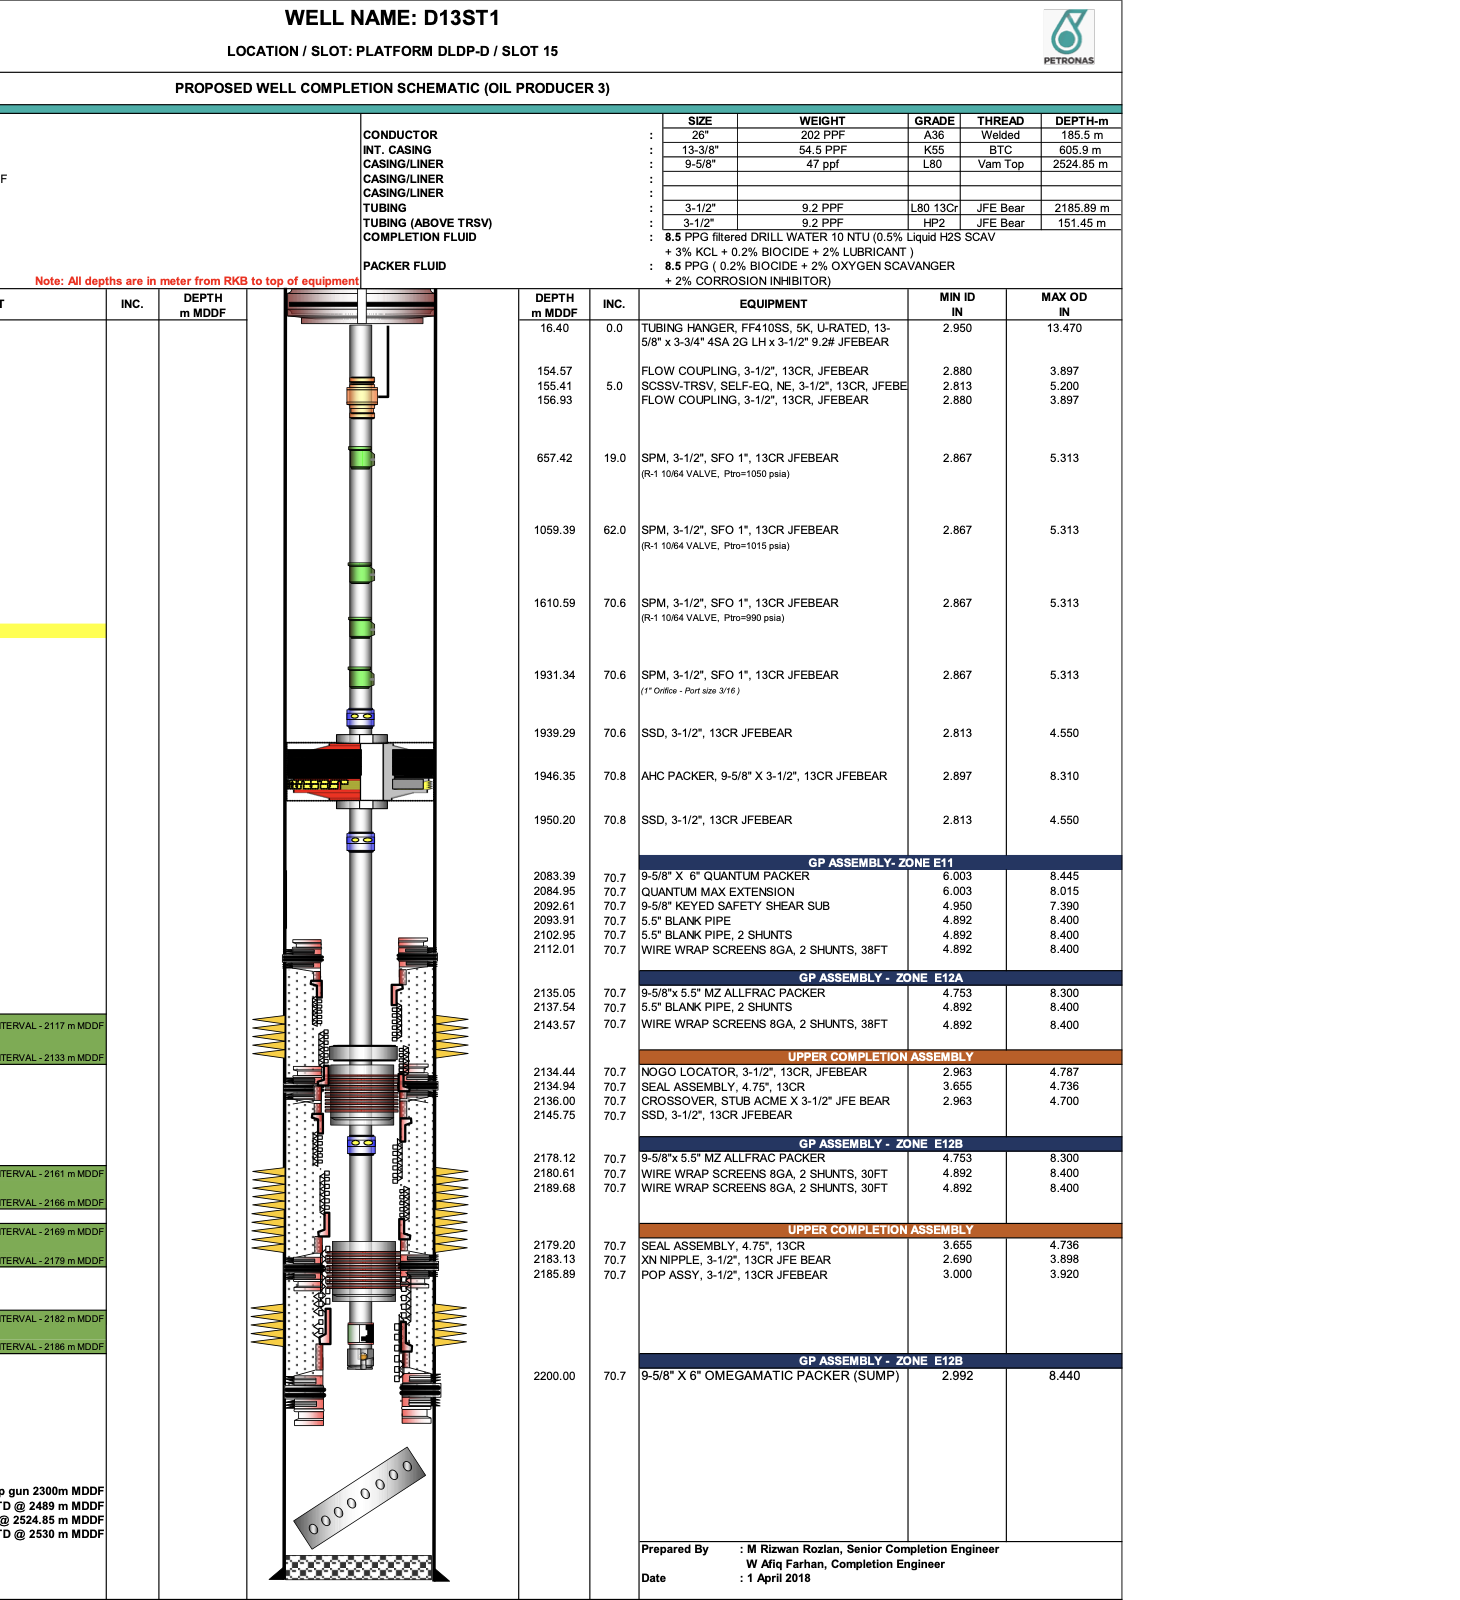 WELL NAME: D13ST1
PETRONAS
LOCATION / SLOT: PLATFORM DLDP-D / SLOT 15
PROPOSED WELL COMPLETION SCHEMATIC (OIL PRODUCER 3)
SIZE WEIGHT GRADE THREAD DEPTH-m
CONDUCTOR : 26" 202 PPF A36 Welded 185.5 m
INT. CASING : 13-3/8" 54.5 PPF K55 BTC 605.9 m
CASING/LINER : 9-5/8" 47 ppf L80 Vam Top 2524.85 m
F CASING/LINER :
CASING/LINER :
TUBING : 3-1/2" 9.2 PPF L80 13Cr JFE Bear 2185.89 m
TUBING (ABOVE TRSV) : 3-1/2" 9.2 PPF HP2 JFE Bear 151.45 m
COMPLETION FLUID : 8.5 PPG filtered DRILL WATER 10 NTU (0.5% Liquid H2S SCAV
+ 3% KCL + 0.2% BIOCIDE + 2% LUBRICANT )
PACKER FLUID : 8.5 PPG ( 0.2% BIOCIDE + 2% OXYGEN SCAVANGER
Note: All depths are in meter from RKB to top of equipment + 2% CORROSION INHIBITOR)
T INC. DEPTH m MDDF DEPTH m MDDF INC. EQUIPMENT MIN ID IN MAX OD IN
16.40 0.0 TUBING HANGER, FF410SS, 5K, U-RATED, 13- 2.950 13.470
5/8" x 3-3/4" 4SA 2G LH x 3-1/2" 9.2# JFEBEAR
154.57 FLOW COUPLING, 3-1/2", 13CR, JFEBEAR 2.880 3.897
155.41 5.0 SCSSV-TRSV, SELF-EQ, NE, 3-1/2", 13CR, JFEBE 2.813 5.200
156.93 FLOW COUPLING, 3-1/2", 13CR, JFEBEAR 2.880 3.897
657.42 19.0 SPM, 3-1/2", SFO 1", 13CR JFEBEAR 2.867 5.313
(R-1 10/64 VALVE, Ptro=1050 psia)
1059.39 62.0 SPM, 3-1/2", SFO 1", 13CR JFEBEAR 2.867 5.313
(R-1 10/64 VALVE, Ptro=1015 psia)
1610.59 70.6 SPM, 3-1/2", SFO 1", 13CR JFEBEAR 2.867 5.313
(R-1 10/64 VALVE, Ptro=990 psia)
1931.34 70.6 SPM, 3-1/2", SFO 1", 13CR JFEBEAR 2.867 5.313
(1" Orifice - Port size 3/16 )
1939.29 70.6 SSD, 3-1/2", 13CR JFEBEAR 2.813 4.550
1946.35 70.8 AHC PACKER, 9-5/8" X 3-1/2", 13CR JFEBEAR 2.897 8.310
1950.20 70.8 SSD, 3-1/2", 13CR JFEBEAR 2.813 4.550
GP ASSEMBLY- ZONE E11
2083.39 70.7 9-5/8" X 6" QUANTUM PACKER 6.003 8.445
2084.95 70.7 QUANTUM MAX EXTENSION 6.003 8.015
2092.61 70.7 9-5/8" KEYED SAFETY SHEAR SUB 4.950 7.390
2093.91 70.7 5.5" BLANK PIPE 4.892 8.400
2102.95 70.7 5.5" BLANK PIPE, 2 SHUNTS 4.892 8.400
2112.01 70.7 WIRE WRAP SCREENS 8GA, 2 SHUNTS, 38FT 4.892 8.400
GP ASSEMBLY - ZONE E12A
2135.05 70.7 9-5/8"x 5.5" MZ ALLFRAC PACKER 4.753 8.300
2137.54 70.7 5.5" BLANK PIPE, 2 SHUNTS 4.892 8.400
TERVAL - 2117 m MDDF 2143.57 70.7 WIRE WRAP SCREENS 8GA, 2 SHUNTS, 38FT 4.892 8.400
TERVAL - 2133 m MDDF UPPER COMPLETION ASSEMBLY
2134.44 70.7 NOGO LOCATOR, 3-1/2", 13CR, JFEBEAR 2.963 4.787
2134.94 70.7 SEAL ASSEMBLY, 4.75", 13CR 3.655 4.736
2136.00 70.7 CROSSOVER, STUB ACME X 3-1/2" JFE BEAR 2.963 4.700
2145.75 70.7 SSD, 3-1/2", 13CR JFEBEAR
GP ASSEMBLY - ZONE E12B
2178.12 70.7 9-5/8"x 5.5" MZ ALLFRAC PACKER 4.753 8.300
TERVAL - 2161 m MDDF 2180.61 70.7 WIRE WRAP SCREENS 8GA, 2 SHUNTS, 30FT 4.892 8.400
2189.68 70.7 WIRE WRAP SCREENS 8GA, 2 SHUNTS, 30FT 4.892 8.400
TERVAL - 2166 m MDDF
TERVAL - 2169 m MDDF UPPER COMPLETION ASSEMBLY
2179.20 70.7 SEAL ASSEMBLY, 4.75", 13CR 3.655 4.736
TERVAL - 2179 m MDDF 2183.13 70.7 XN NIPPLE, 3-1/2", 13CR JFE BEAR 2.690 3.898
2185.89 70.7 POP ASSY, 3-1/2", 13CR JFEBEAR 3.000 3.920
TERVAL - 2182 m MDDF
TERVAL - 2186 m MDDF
GP ASSEMBLY - ZONE E12B
2200.00 70.7 9-5/8" X 6" OMEGAMATIC PACKER (SUMP) 2.992 8.440
p gun 2300m MDDF
TD @ 2489 m MDDF
@ 2524.85 m MDDF
TD @ 2530 m MDDF
Prepared By : M Rizwan Rozlan, Senior Completion Engineer
W Afiq Farhan, Completion Engineer
Date : 1 April 2018